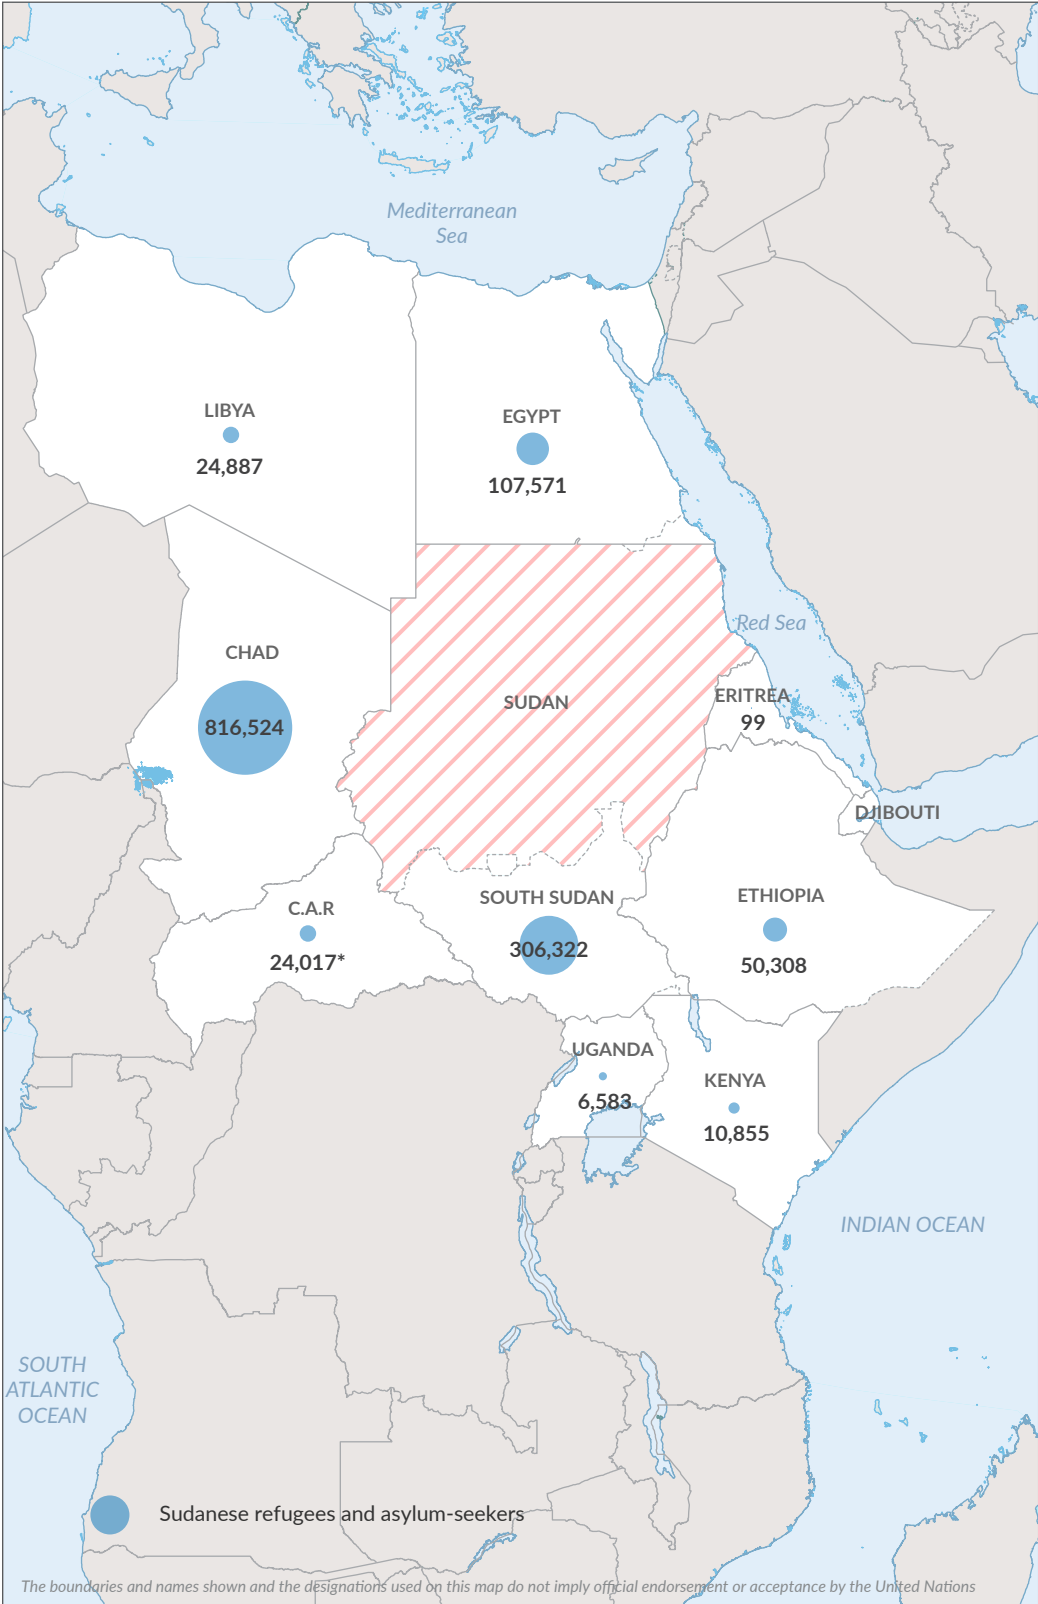 Mediterranean
Sea
LIBYA
24,887
EGYPT
107,571
Red Sea
CHAD
816,524
SUDAN
ERITREA
99
DJIBOUTI
C.A.R
24,017*
SOUTH SUDAN
306,322
ETHIOPIA
50,308
UGANDA
6,583
KENYA
10,855
INDIAN OCEAN
SOUTH
ATLANTIC
OCEAN
Sudanese refugees and asylum-seekers
The boundaries and names shown and the designations used on this map do not imply official endorsement or acceptance by the United Nations